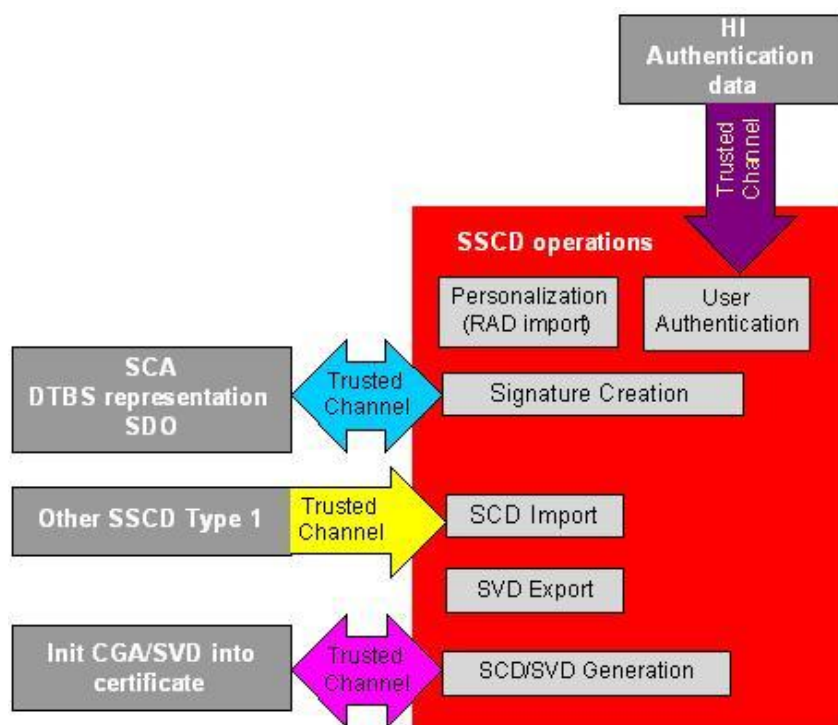 HI
Authentication
data
Trusted
Channel
SSCD operations
Personalization
(RAD import)
User
Authentication
SCA
DTBS representation
SDO
Trusted
Channel
Signature Creation
Other SSCD Type 1
Trusted
Channel
SCD Import
SVD Export
Init CGA/SVD into
certificate
Trusted
Channel
SCD/SVD Generation